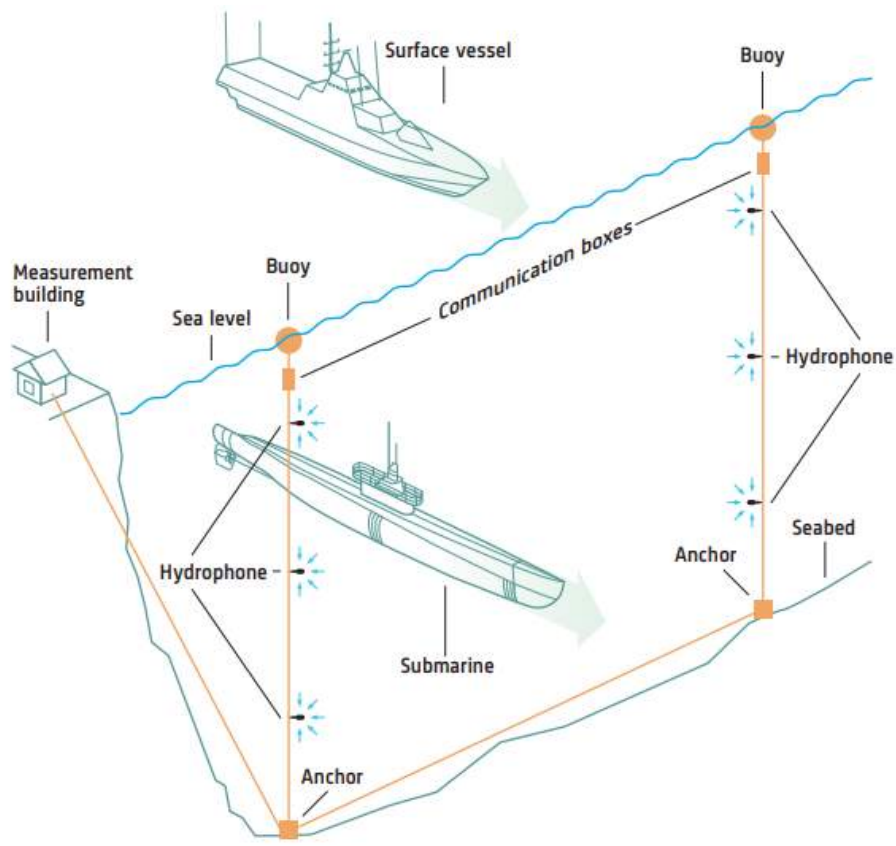 Surface vessel
Buoy
Measurement
building
Sea level
Buoy
Communication boxes
Hydrophone
Hydrophone
Anchor
Seabed
Submarine
Anchor